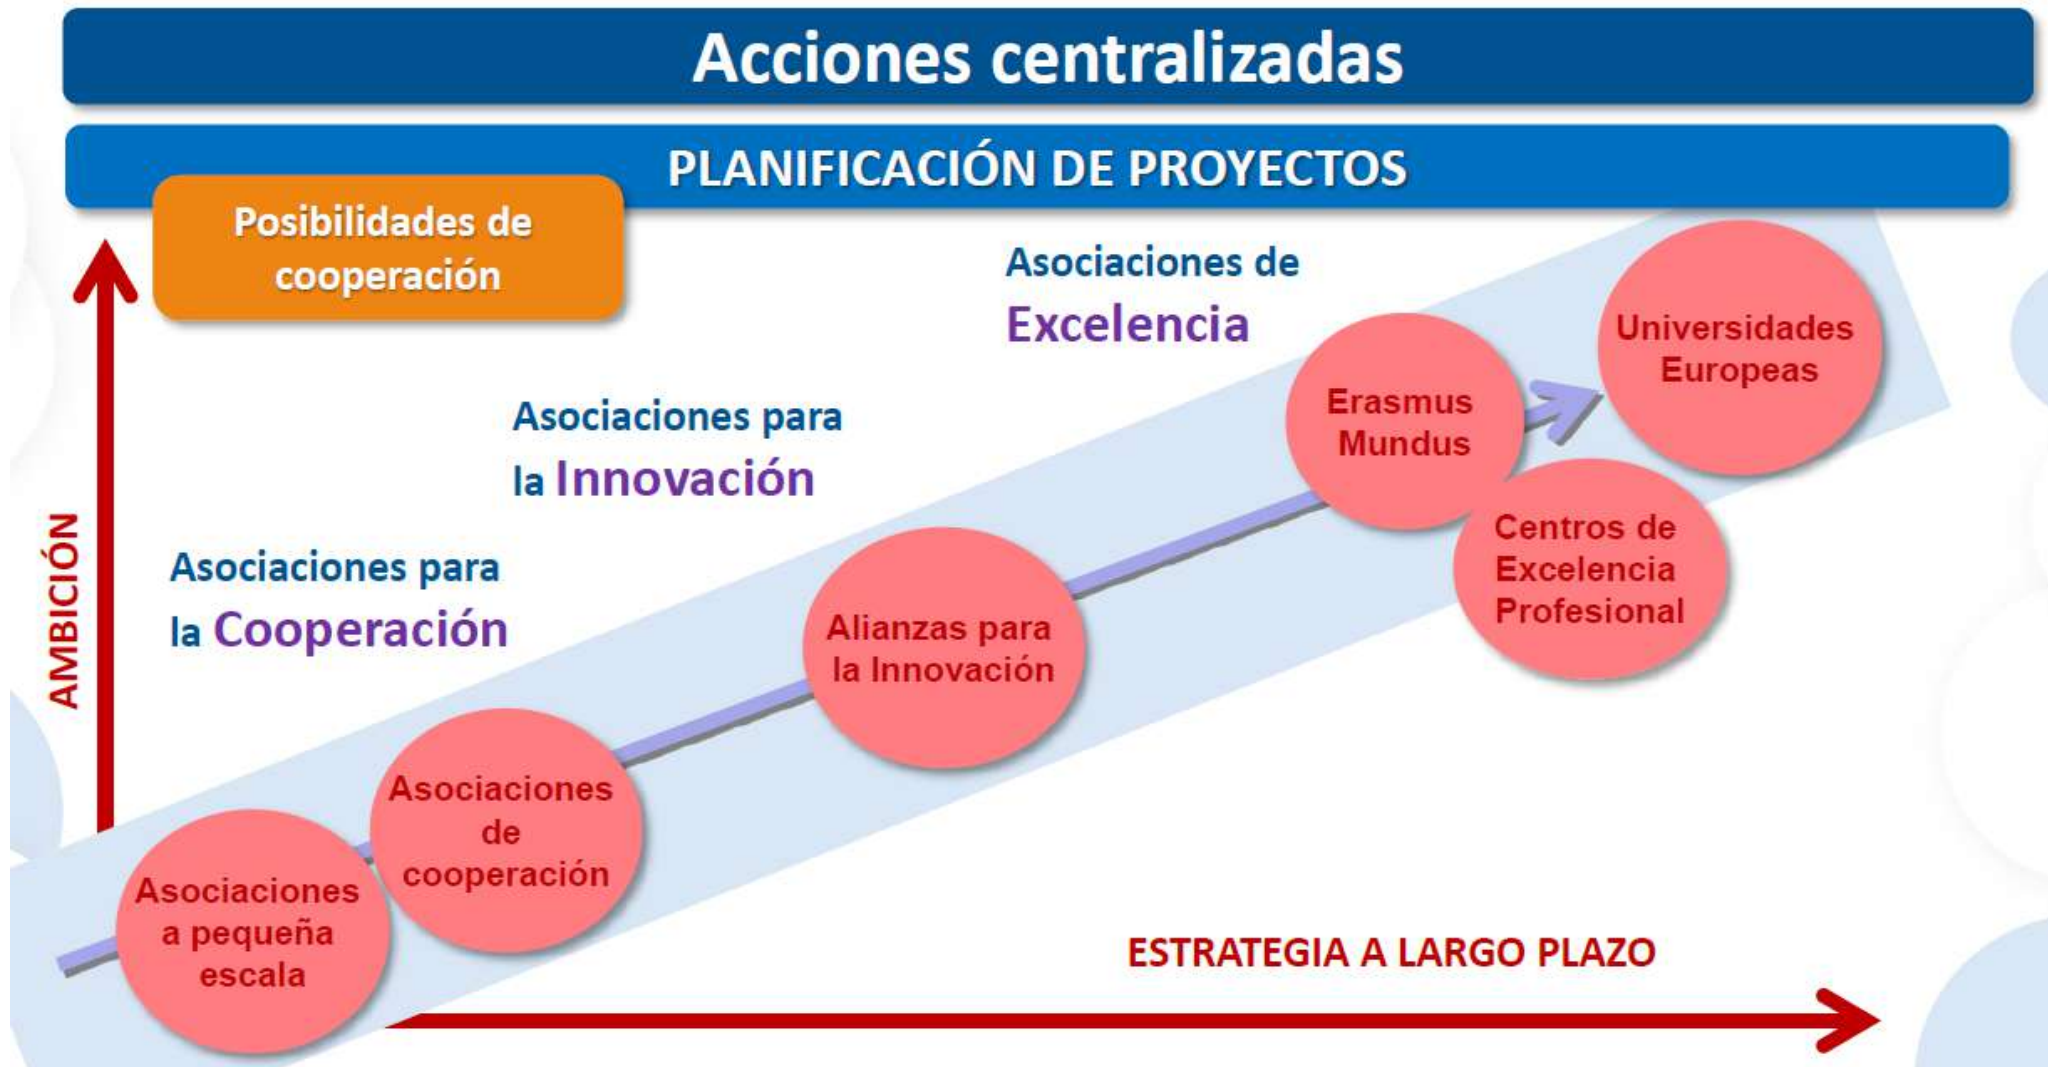 Acciones centralizadas
PLANIFICACIÓN DE PROYECTOS
Posibilidades de
cooperación
Asociaciones de
Excelencia
Asociaciones para
la Innovación
Asociaciones para
la Cooperación
AMBICIÓN
Asociaciones
a pequeña
escala
Asociaciones
de
cooperación
Alianzas para
la Innovación
Erasmus
Mundus
Centros de
Excelencia
Profesional
Universidades
Europeas
ESTRATEGIA A LARGO PLAZO